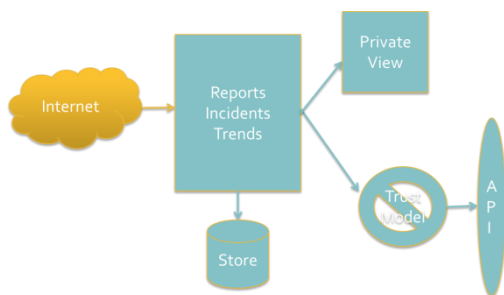 Private
View
Internet
Reports
Incidents
Trends
Trust
Model
A
P
I
Store